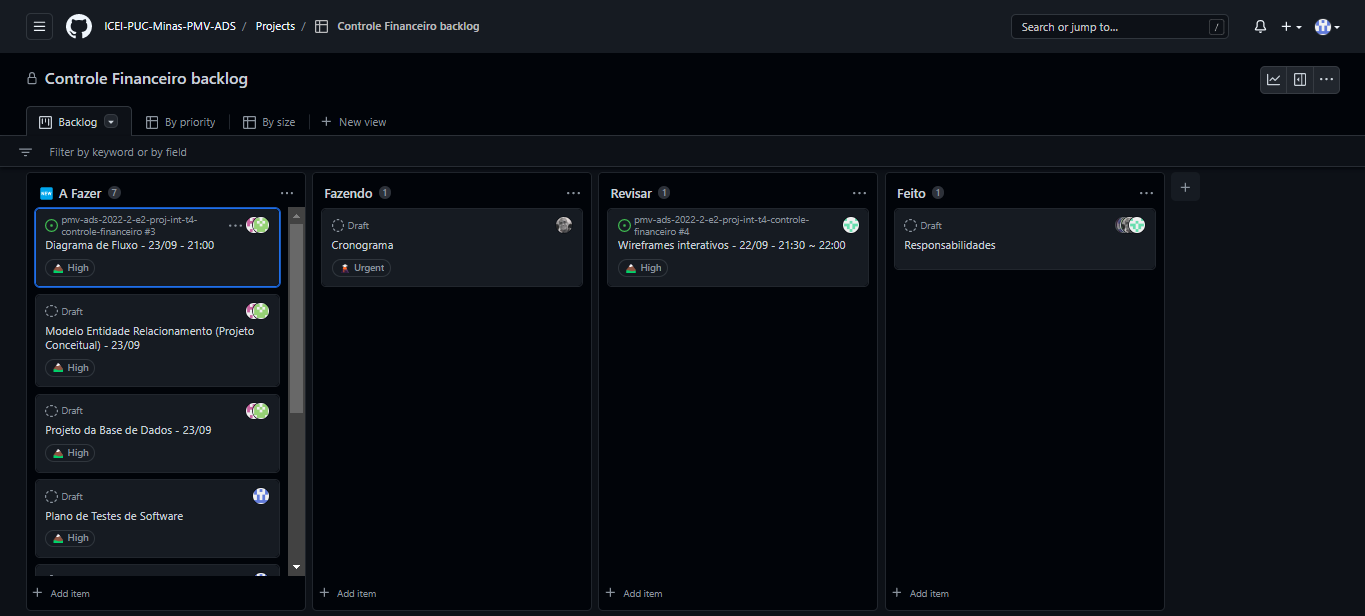 ICEI-PUC-Minas-PMV-ADS / Projects / Controle Financeiro backlog
Search or jump to... /
Controle Financeiro backlog
Backlog By priority By size + New view
Filter by keyword or by field
A Fazer 7
pmv-ads-2022-2-e2-proj-int-t4-
controle-financeiro #3
Diagrama de Fluxo - 23/09 - 21:00
High
Draft
Modelo Entidade Relacionamento (Projeto
Conceitual) - 23/09
High
Draft
Projeto da Base de Dados - 23/09
High
Draft
Plano de Testes de Software
High
+ Add item
Fazendo 1
Draft
Cronograma
Urgent
+ Add item
Revisar 1
pmv-ads-2022-2-e2-proj-int-t4-controle-
financeiro #4
Wireframes interativos - 22/09 - 21:30 ~ 22:00
High
+ Add item
Feito 1
Draft
Responsabilidades
+ Add item